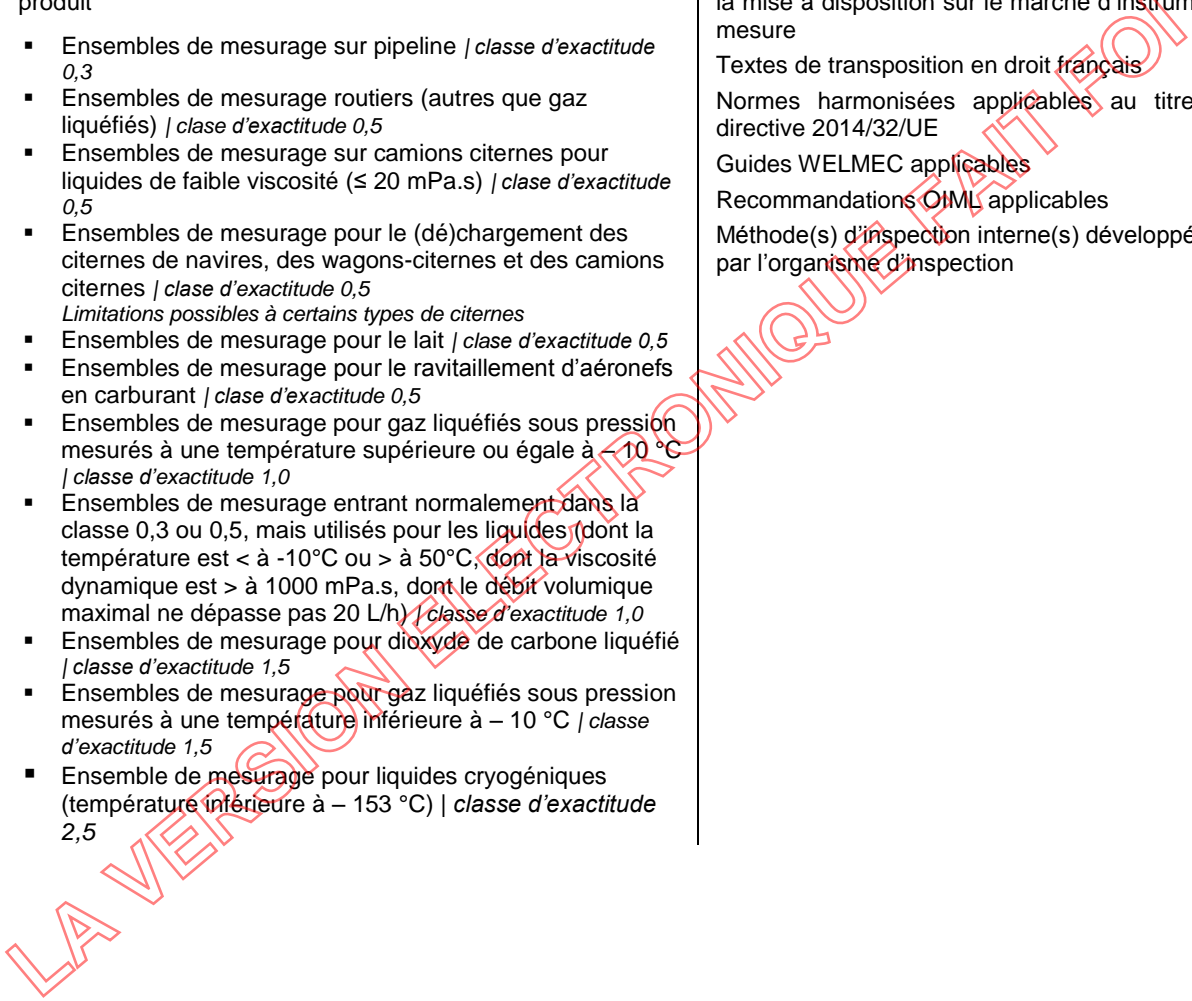 produit
▪ Ensembles de mesurage sur pipeline | classe d'exactitude
0,3
▪ Ensembles de mesurage routiers (autres que gaz
liquéfiés) | clase d'exactitude 0,5
▪ Ensembles de mesurage sur camions citernes pour
liquides de faible viscosité (≤ 20 mPa.s) | clase d'exactitude
0,5
▪ Ensembles de mesurage pour le (dé)chargement des
citernes de navires, des wagons-citernes et des camions
citernes | clase d'exactitude 0,5
Limitations possibles à certains types de citernes
▪ Ensembles de mesurage pour le lait | clase d'exactitude 0,5
▪ Ensembles de mesurage pour le ravitaillement d'aéronefs
en carburant | clase d'exactitude 0,5
▪ Ensembles de mesurage pour gaz liquéfiés sous pression
mesurés à une température supérieure ou égale à – 10 °C
| classe d'exactitude 1,0
▪ Ensembles de mesurage entrant normalement dans la
classe 0,3 ou 0,5, mais utilisés pour les liquides (dont la
température est < à -10°C ou > à 50°C, dont la viscosité
dynamique est > à 1000 mPa.s, dont le débit volumique
maximal ne dépasse pas 20 L/h) | classe d'exactitude 1,0
▪ Ensembles de mesurage pour dioxyde de carbone liquéfié
| classe d'exactitude 1,5
▪ Ensembles de mesurage pour gaz liquéfiés sous pression
mesurés à une température inférieure à – 10 °C | classe
d'exactitude 1,5
▪ Ensemble de mesurage pour liquides cryogéniques
(température inférieure à – 153 °C) | classe d'exactitude
2,5
la mise à disposition sur le marché d'instrum
mesure
Textes de transposition en droit français
Normes harmonisées applicables au titre
directive 2014/32/UE
Guides WELMEC applicables
Recommandations OIML applicables
Méthode(s) d'inspection interne(s) développé
par l'organisme d'inspection
LA VERSION ELECTRONIQUE FAIT FOI